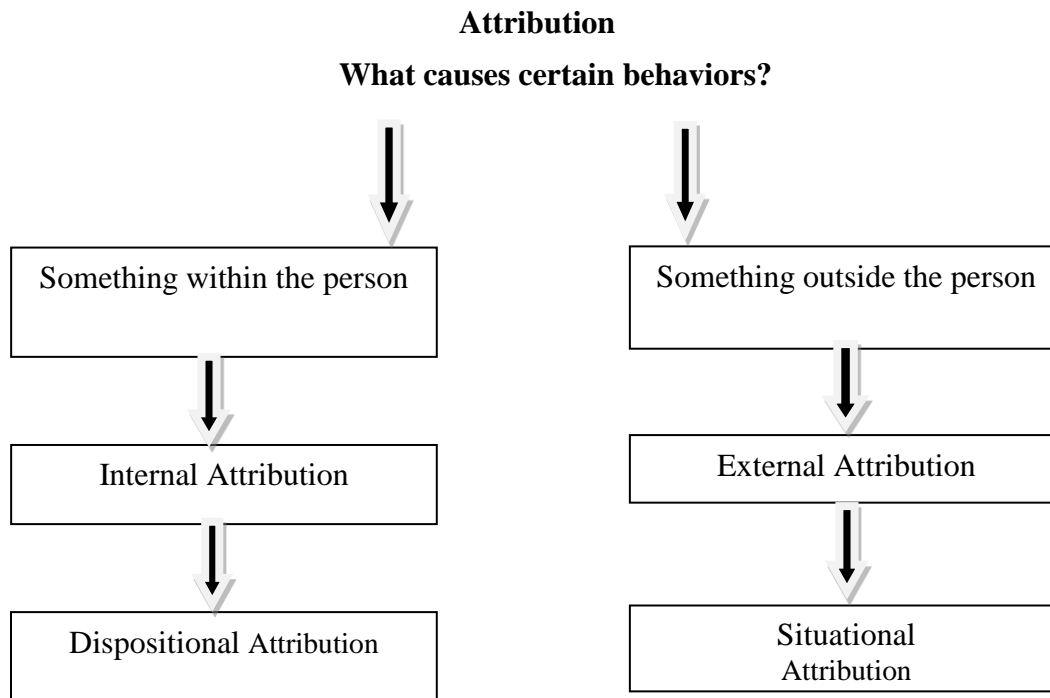 Attribution
What causes certain behaviors?
Something within the person
Something outside the person
Internal Attribution
External Attribution
Dispositional Attribution
Situational
Attribution